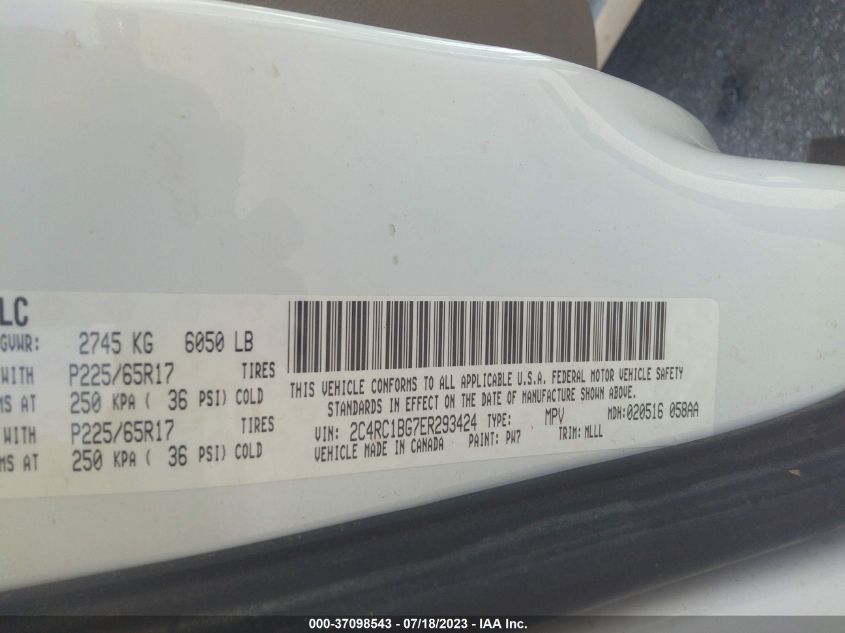 LC
GVWR: 2745 KG 6050 LB
WITH P225/65R17 TIRES
MS AT 250 KPA ( 36 PSI) COLD
P225/65R17 TIRES
MS AT 250 KPA ( 36 PSI) COLD
THIS VEHICLE CONFORMS TO ALL APPLICABLE U.S.A. FEDERAL MOTOR VEHICLE SAFETY
STANDARDS IN EFFECT ON THE DATE OF MANUFACTURE SHOWN ABOVE.
VIN: 2C4RC1BG7ER293424 TYPE: MPV MDH:020516 058AA
VEHICLE MADE IN CANADA PAINT: PW7 TRIM: MLLL
000-37098543 / 07/18/2023 - IAA Inc.